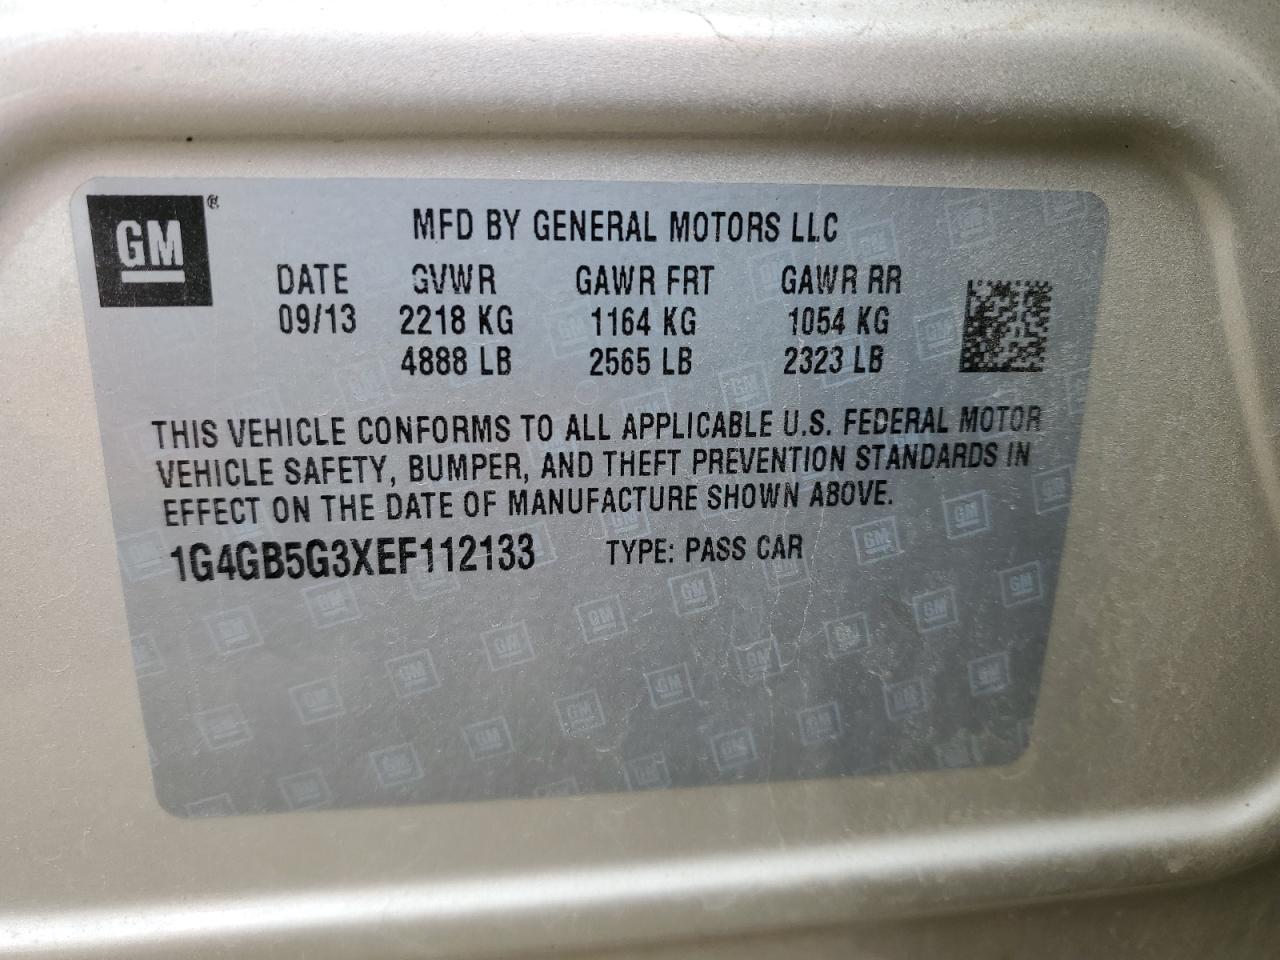 GM®
MFD BY GENERAL MOTORS LLC
DATE GVWR GAWR FRT GAWR RR
09/13 2218 KG 1164 KG 1054 KG
4888 LB 2565 LB 2323 LB
THIS VEHICLE CONFORMS TO ALL APPLICABLE U.S. FEDERAL MOTOR
VEHICLE SAFETY, BUMPER, AND THEFT PREVENTION STANDARDS IN
EFFECT ON THE DATE OF MANUFACTURE SHOWN ABOVE.
1G4GB5G3XEF112133 TYPE: PASS CAR